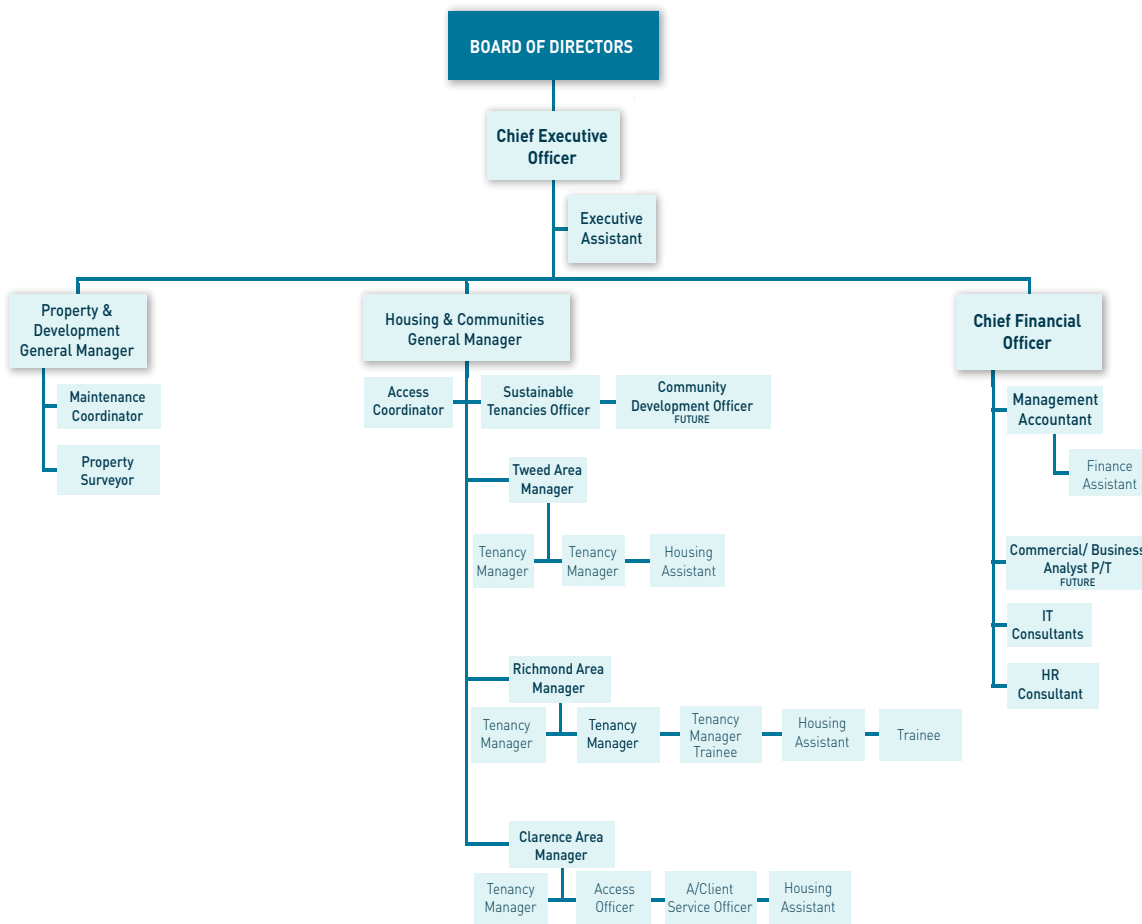 BOARD OF DIRECTORS
Chief Executive
Officer
Executive
Assistant
Property &
Development
General Manager
Maintenance
Coordinator
Property
Surveyor
Housing & Communities
General Manager
Access
Coordinator
Sustainable
Tenancies Officer
Community
Development Officer
FUTURE
Tweed Area
Manager
Tenancy
Manager
Tenancy
Manager
Housing
Assistant
Richmond Area
Manager
Tenancy
Manager
Tenancy
Manager
Tenancy
Manager
Trainee
Housing
Assistant
Trainee
Clarence Area
Manager
Tenancy
Manager
Access
Officer
A/Client
Service Officer
Housing
Assistant
Chief Financial
Officer
Management
Accountant
Finance
Assistant
Commercial/ Business
Analyst P/T
FUTURE
IT
Consultants
HR
Consultant